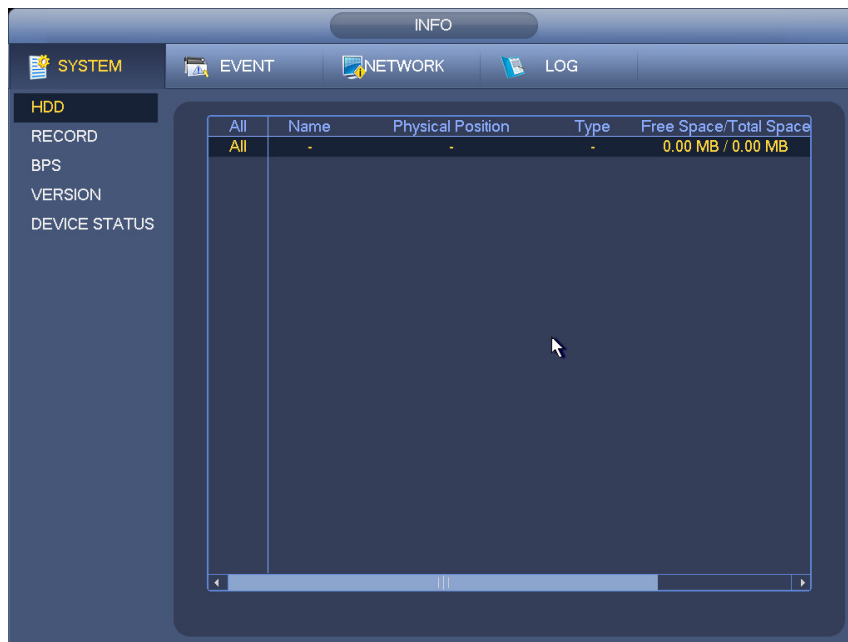 INFO
SYSTEM EVENT NETWORK LOG
HDD
RECORD
BPS
VERSION
DEVICE STATUS
All Name Physical Position Type Free Space/Total Space
All - - - 0.00 MB / 0.00 MB